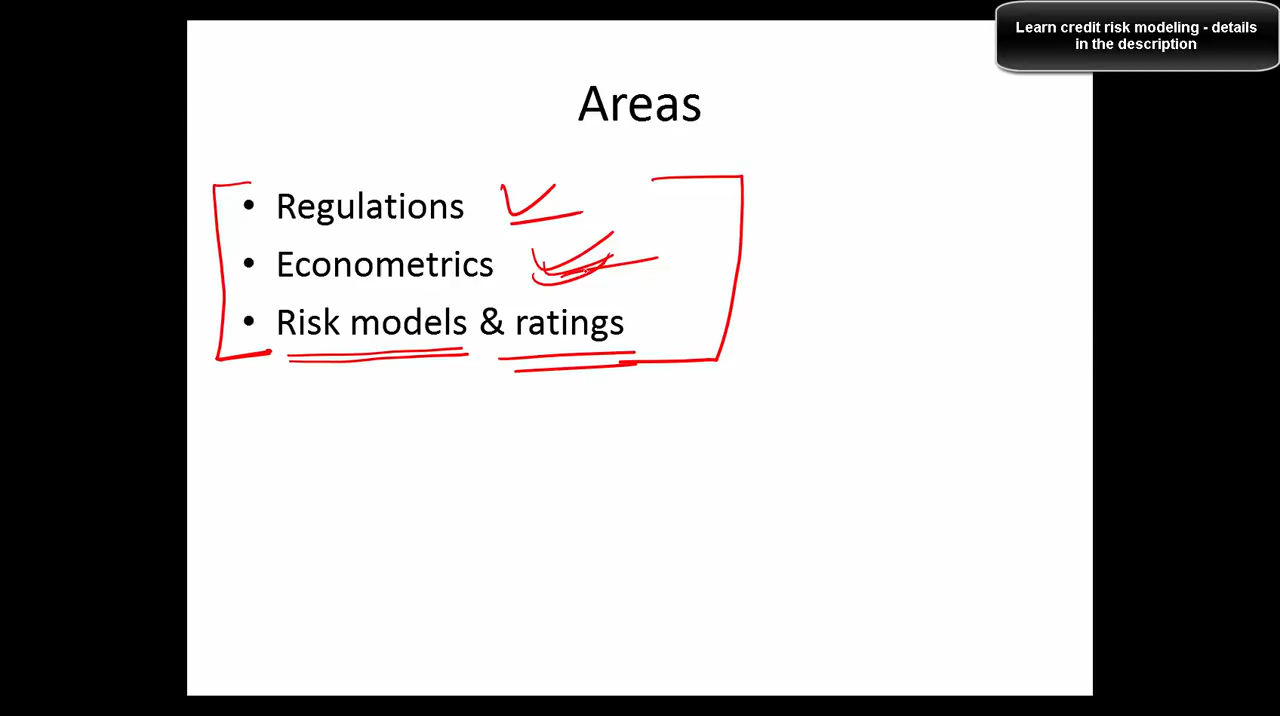 Learn credit risk modeling - details
in the description
Areas
• Regulations
• Econometrics
• Risk models & ratings